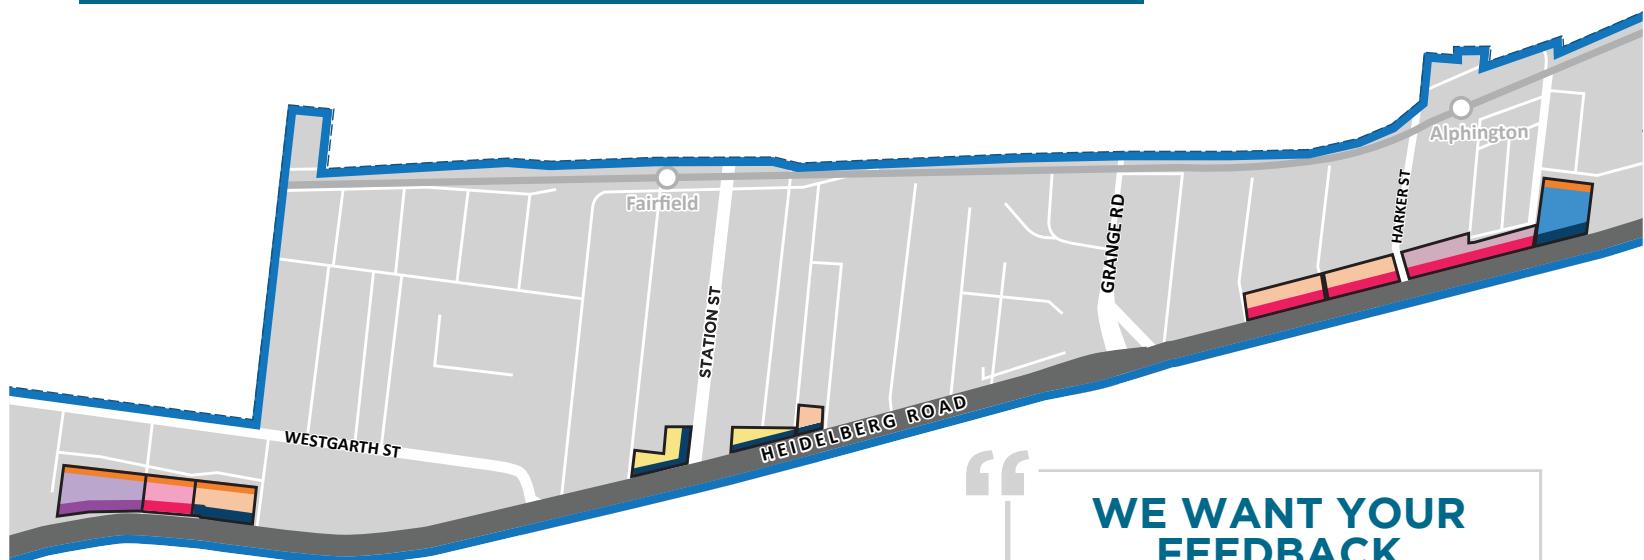 Alphington
HARKER ST
Fairfield
GRANGE RD
STATION ST
HEIDELBERG ROAD
WESTGARTH ST
“
WE WANT YOUR
FEEDBACK